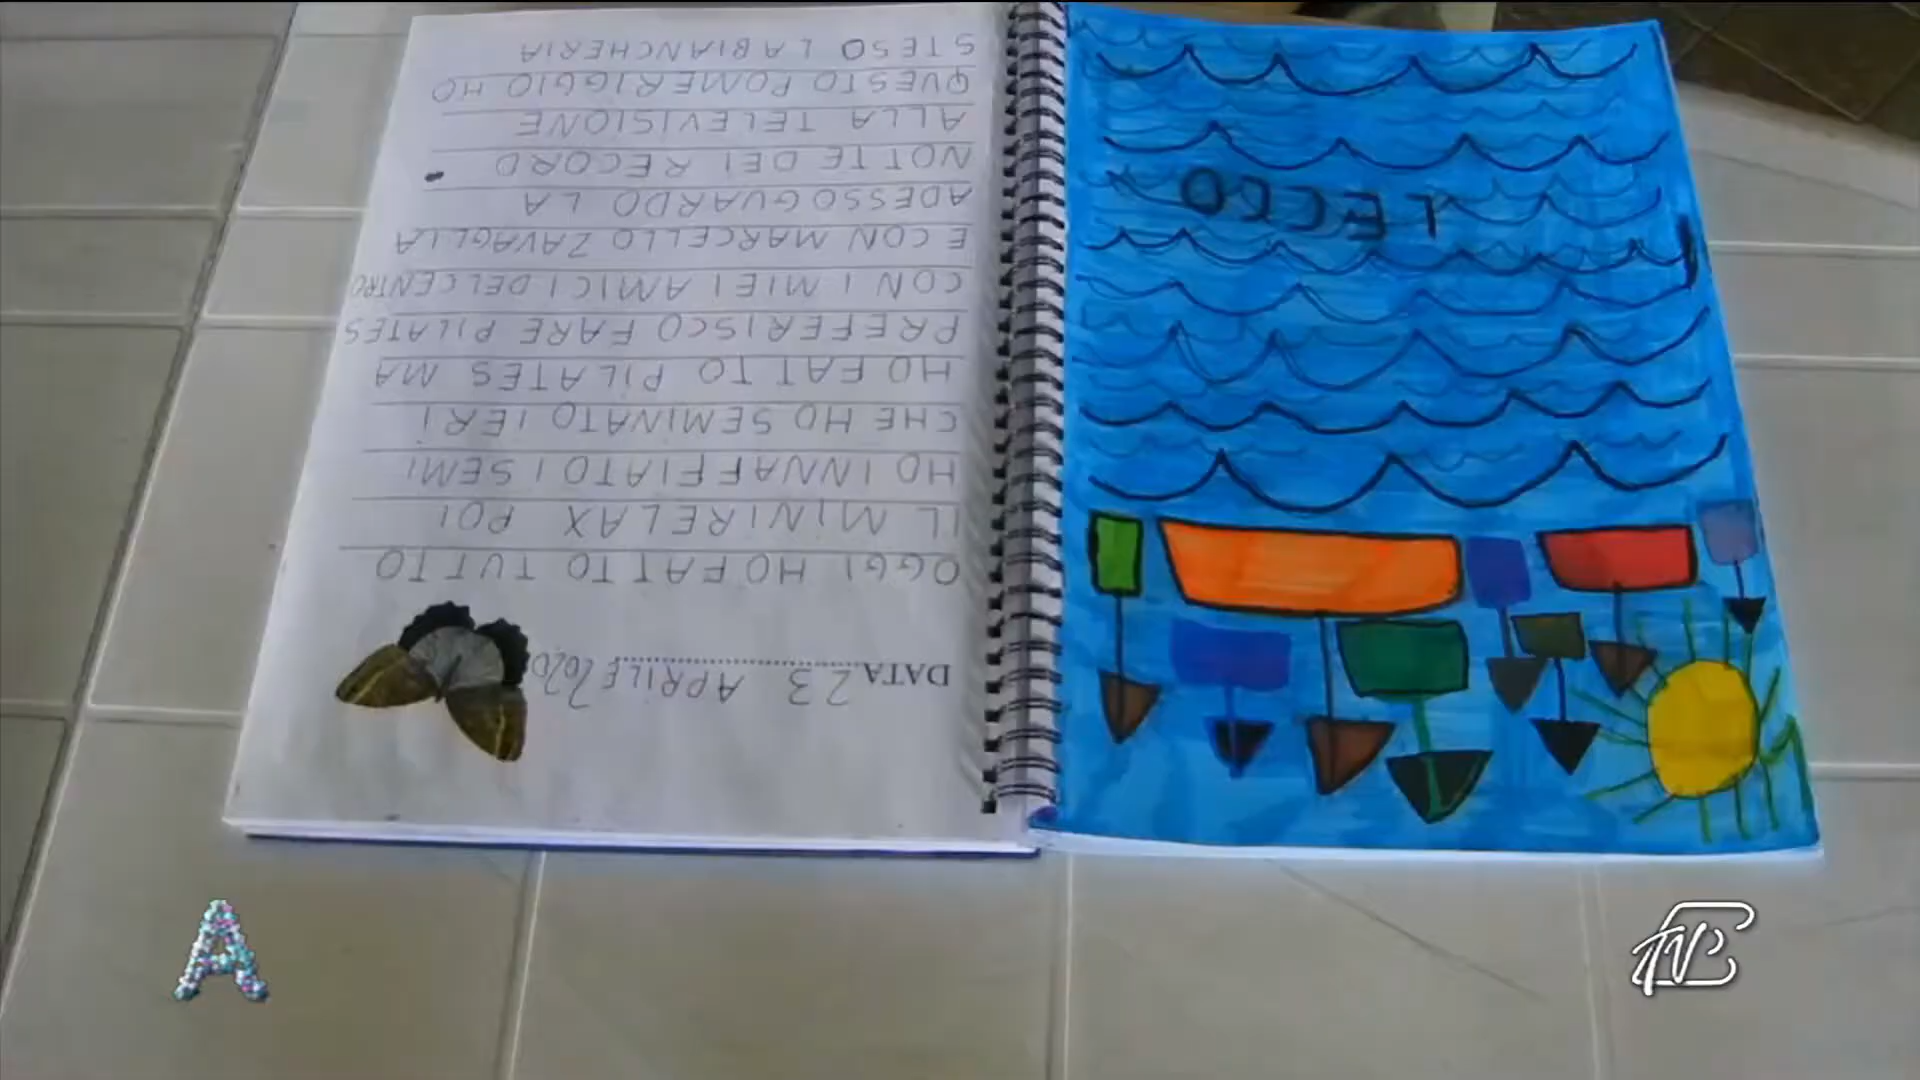 DATA 23 APRILE 2020
OGGI HO FATTO TUTTO
IL MINIRELAX POI
HO INNAFFIATO I SEMI
CHE HO SEMINATO IERI
HO FATTO PILATES MA
PREFERISCO FARE PILATES
CON I MIEI AMICI DEL CENTRO
E CON MARCELLO ZAVAGLIA
ADESSO GUARDO LA
NOTTE DEI RECORD
ALLA TELEVISIONE
QUESTO POMERIGGIO HO
STESO LA BIANCHERIA
LECCO
A